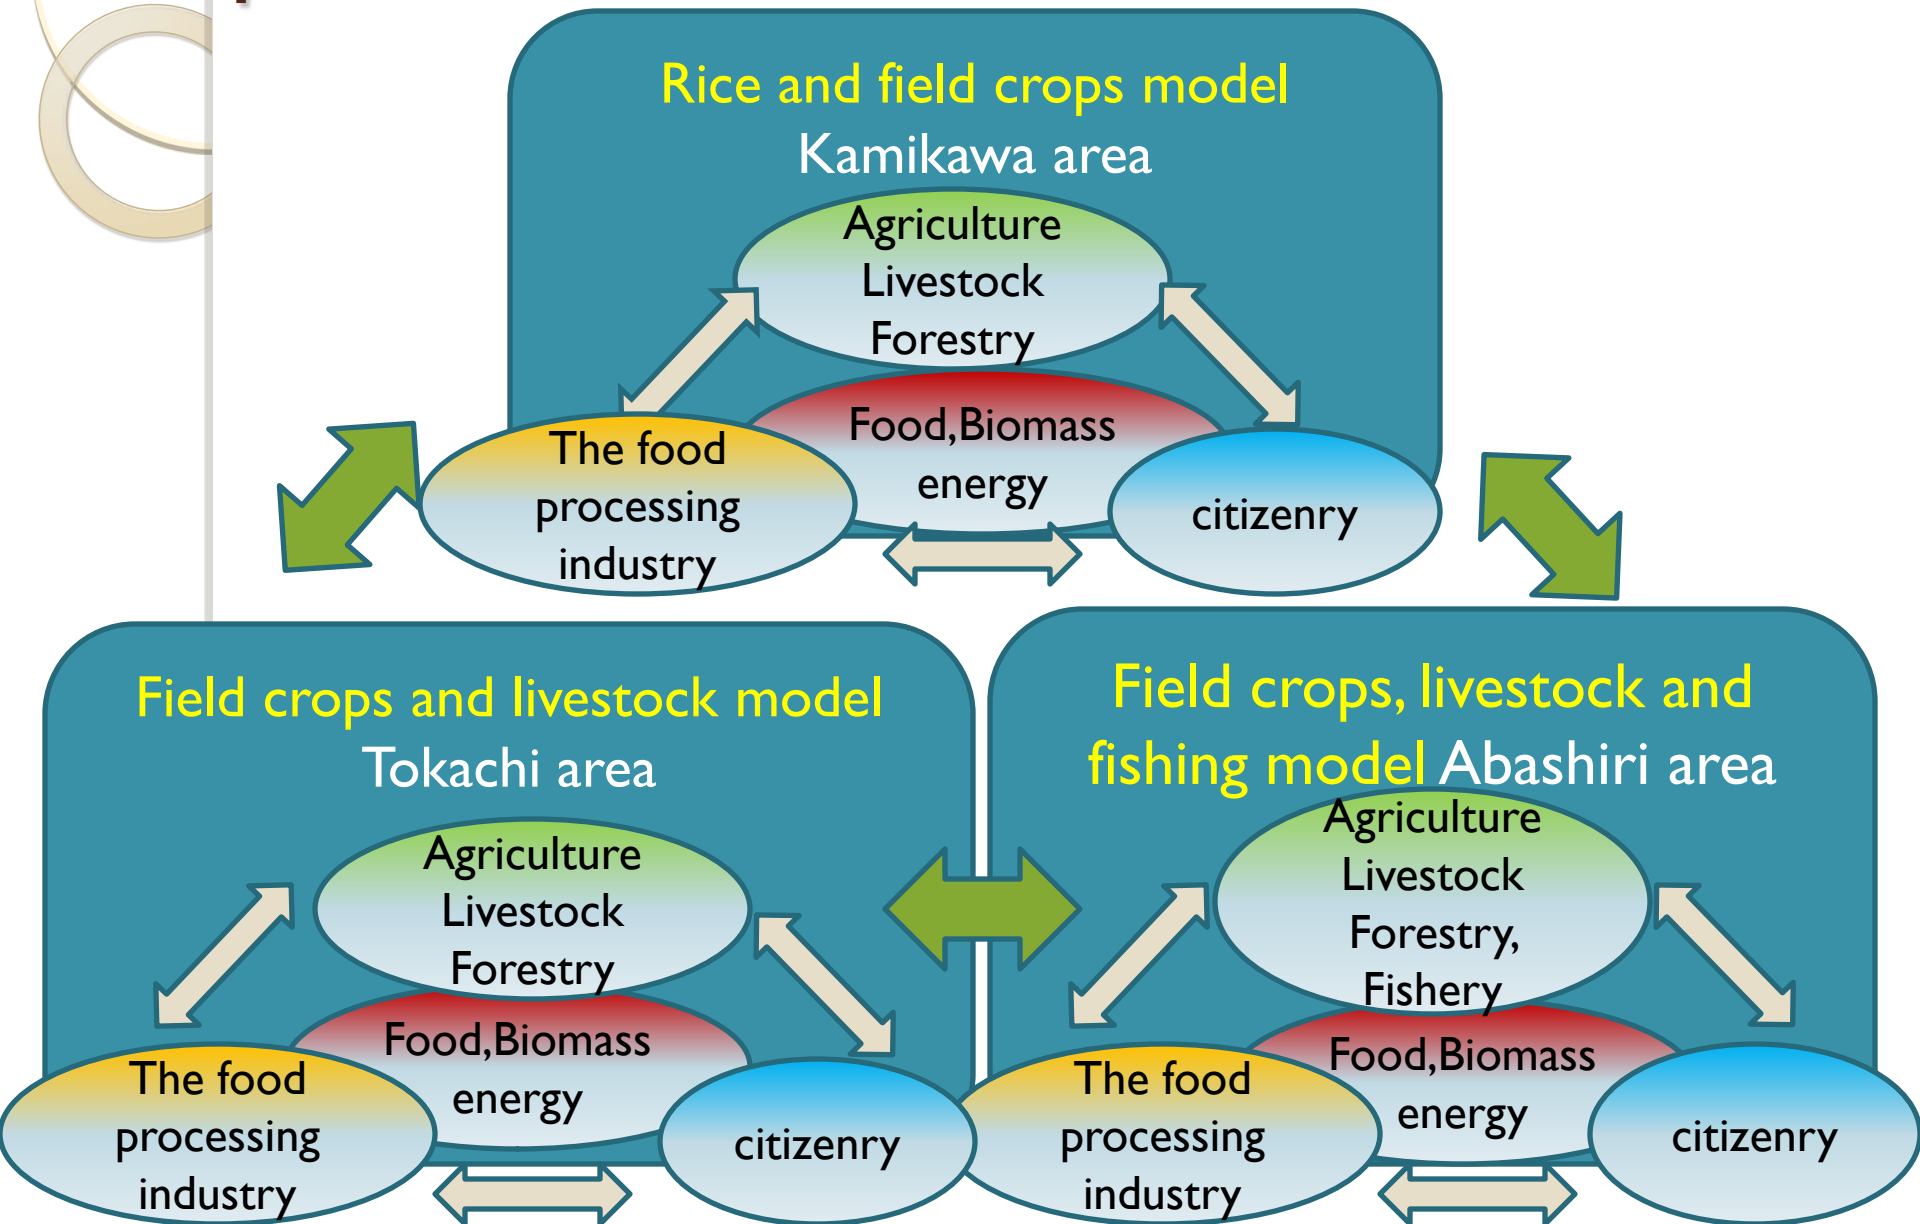 Rice and field crops model
Kamikawa area
Agriculture
Livestock
Forestry
Food,Biomass
energy
The food
processing
industry
citizenry
Field crops and livestock model
Tokachi area
Agriculture
Livestock
Forestry
Food,Biomass
energy
The food
processing
industry
citizenry
Field crops, livestock and
fishing model Abashiri area
Agriculture
Livestock
Forestry,
Fishery
Food,Biomass
energy
The food
processing
industry
citizenry